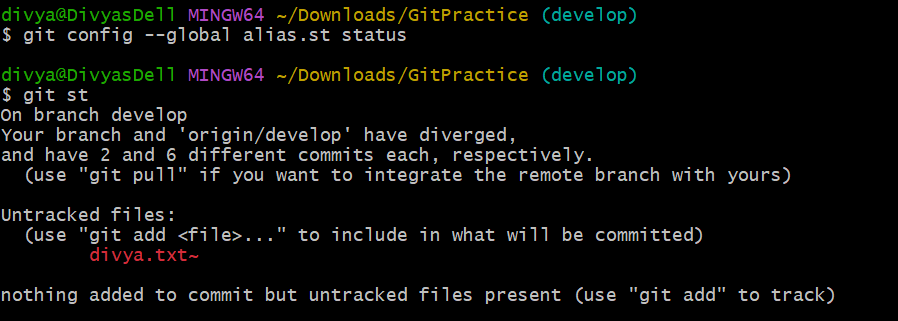 divya@DivyasDell MINGW64 ~/Downloads/GitPractice (develop)
$ git config --global alias.st status
divya@DivyasDell MINGW64 ~/Downloads/GitPractice (develop)
$ git st
On branch develop
Your branch and 'origin/develop' have diverged,
and have 2 and 6 different commits each, respectively.
  (use "git pull" if you want to integrate the remote branch with yours)
Untracked files:
  (use "git add <file>..." to include in what will be committed)
        divya.txt~
nothing added to commit but untracked files present (use "git add" to track)